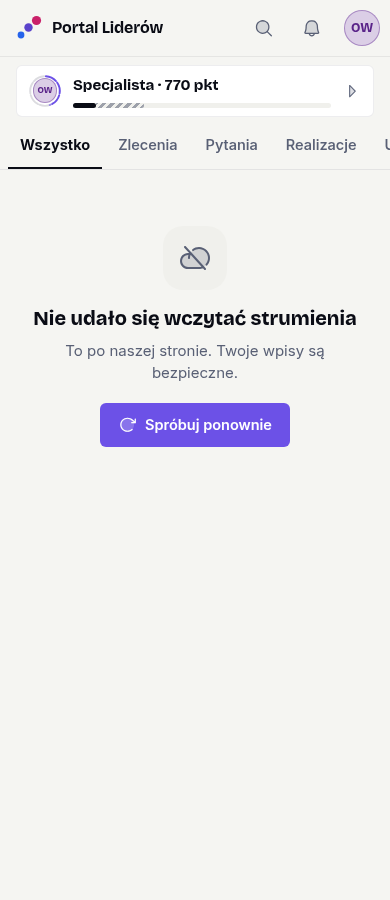 Portal Liderów
OW
OW
Specjalista · 770 pkt
Wszystko
Zlecenia
Pytania
Realizacje
Nie udało się wczytać strumienia
To po naszej stronie. Twoje wpisy są
bezpieczne.
Spróbuj ponownie